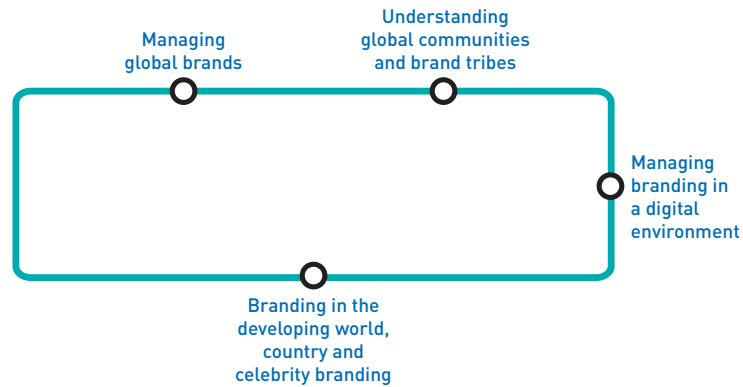 Managing
global brands
Understanding
global communities
and brand tribes
Managing
branding in
a digital
environment
Branding in the
developing world,
country and
celebrity branding